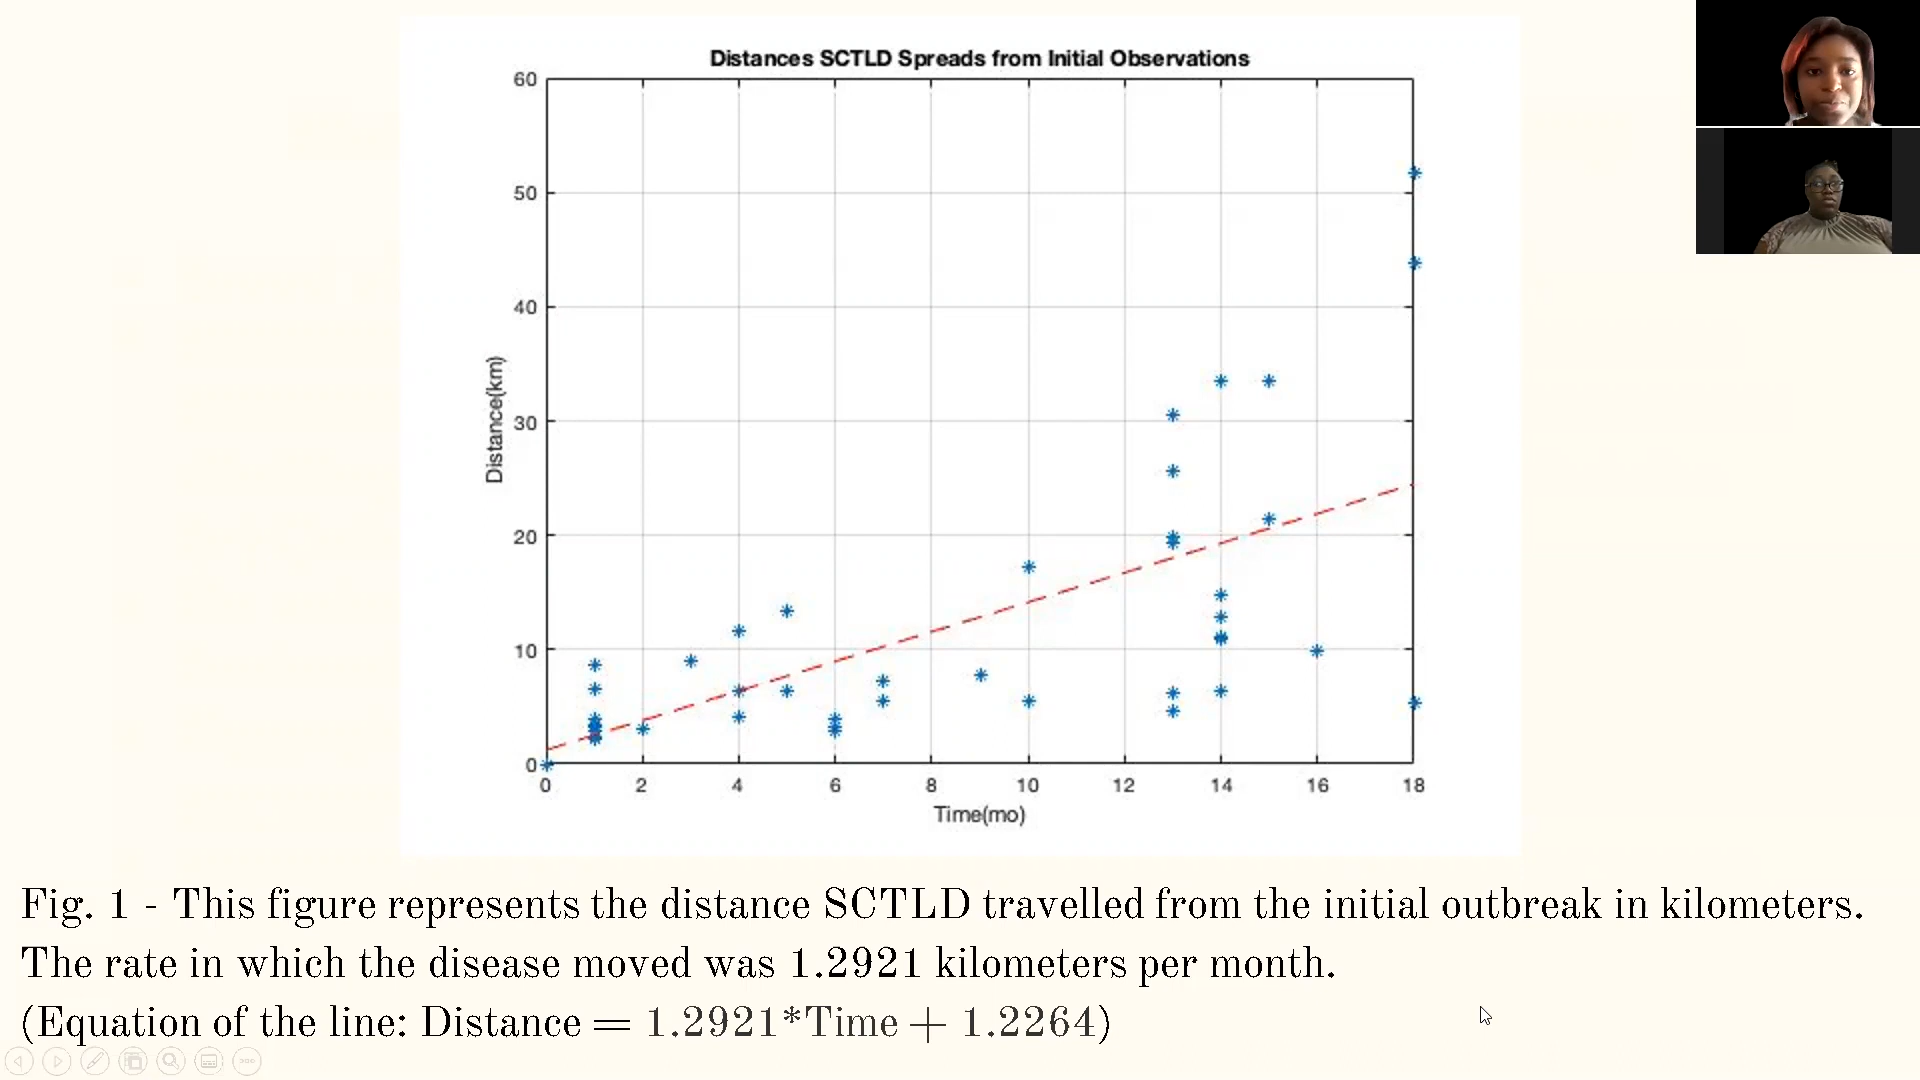 Distances SCTLD Spreads from Initial Observations
60
50
40
30
20
10
0
Distance(km)
0 2 4 6 8 10 12 14 16 18
Time(mo)
Fig. 1 - This figure represents the distance SCTLD travelled from the initial outbreak in kilometers.
The rate in which the disease moved was 1.2921 kilometers per month.
(Equation of the line: Distance = 1.2921*Time + 1.2264)